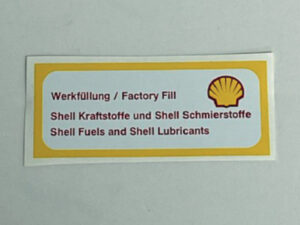 Werkfüllung / Factory Fill
Shell Kraftstoffe und Shell Schmierstoffe
Shell Fuels and Shell Lubricants